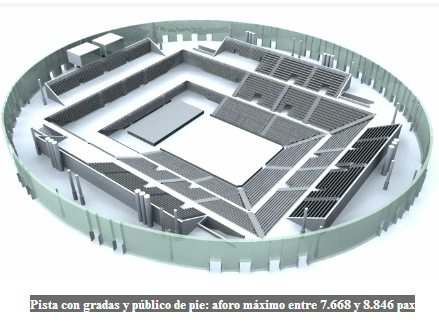 Pista con gradas y público de pie: aforo máximo entre 7.668 y 8.846 pax